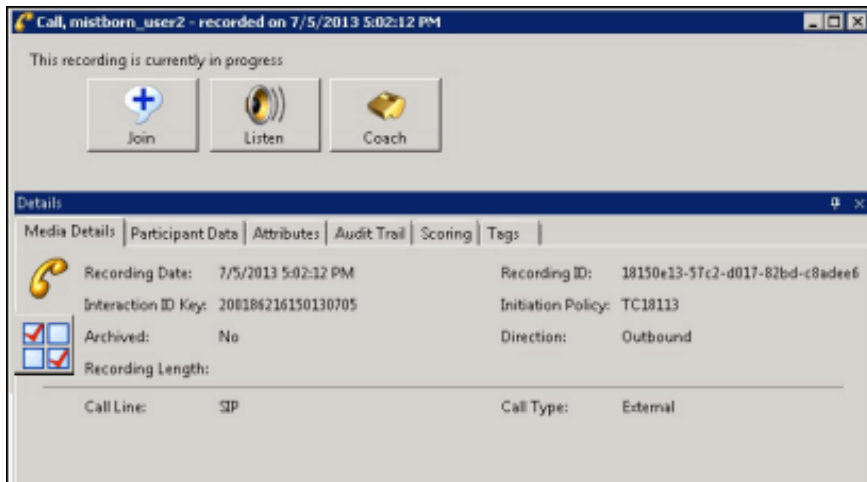 Call, mistborn_user2 - recorded on 7/5/2013 5:02:12 PM
This recording is currently in progress
Join Listen Coach
Details
Media Details Participant Data Attributes Audit Trail Scoring Tags
Recording Date: 7/5/2013 5:02:12 PM Recording ID: 18150e13-57c2-d017-82bd-c8adee6
Interaction ID Key: 200186216150130705 Initiation Policy: TC18113
Archived: No Direction: Outbound
Recording Length:
Call Line: SIP Call Type: External